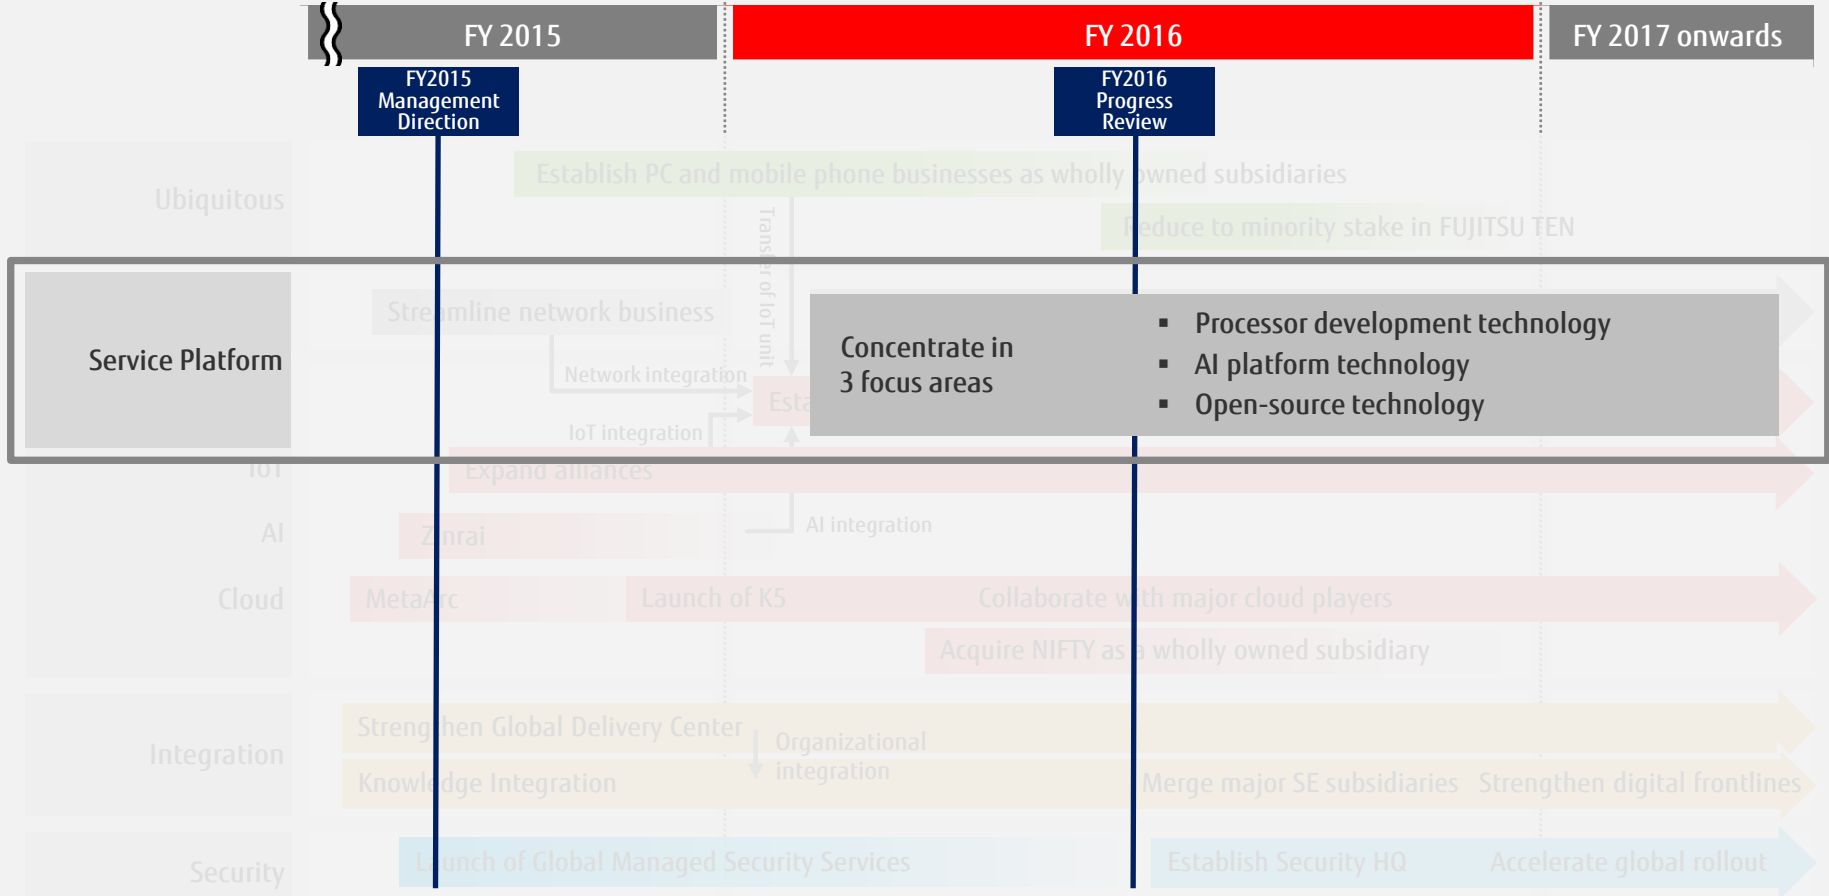 FY 2015
FY 2016
FY 2017 onwards
FY2015
Management
Direction
FY2016
Progress
Review
Ubiquitous
Establish PC and mobile phone businesses as wholly owned subsidiaries
Reduce to minority stake in FUJITSU TEN
Transfer of IoT unit
Service Platform
Streamline network business
Network integration
IoT integration
Concentrate in
3 focus areas
▪ Processor development technology
▪ AI platform technology
▪ Open-source technology
IoT
Expand alliances
AI
Zinrai
AI integration
Cloud
MetaArc
Launch of K5
Collaborate with major cloud players
Acquire NIFTY as a wholly owned subsidiary
Integration
Strengthen Global Delivery Center
Organizational
integration
Knowledge Integration
Merge major SE subsidiaries
Strengthen digital frontlines
Security
Launch of Global Managed Security Services
Establish Security HQ
Accelerate global rollout